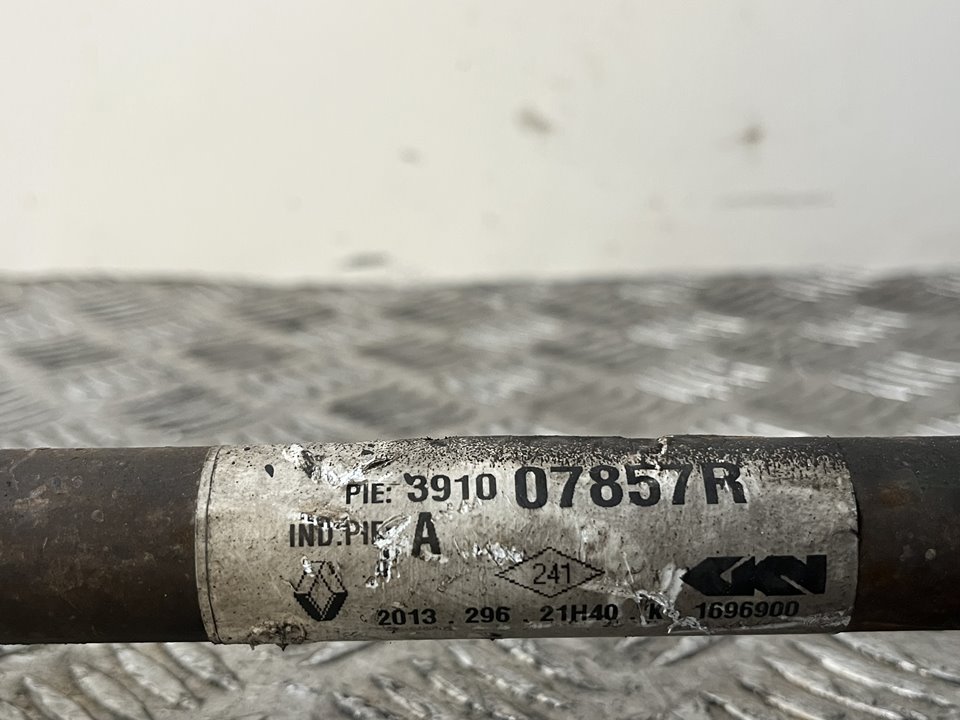 PIE: 3910 07857R
IND.PIE A
241
GKN
2013 . 296 . 21H40 K 1696900